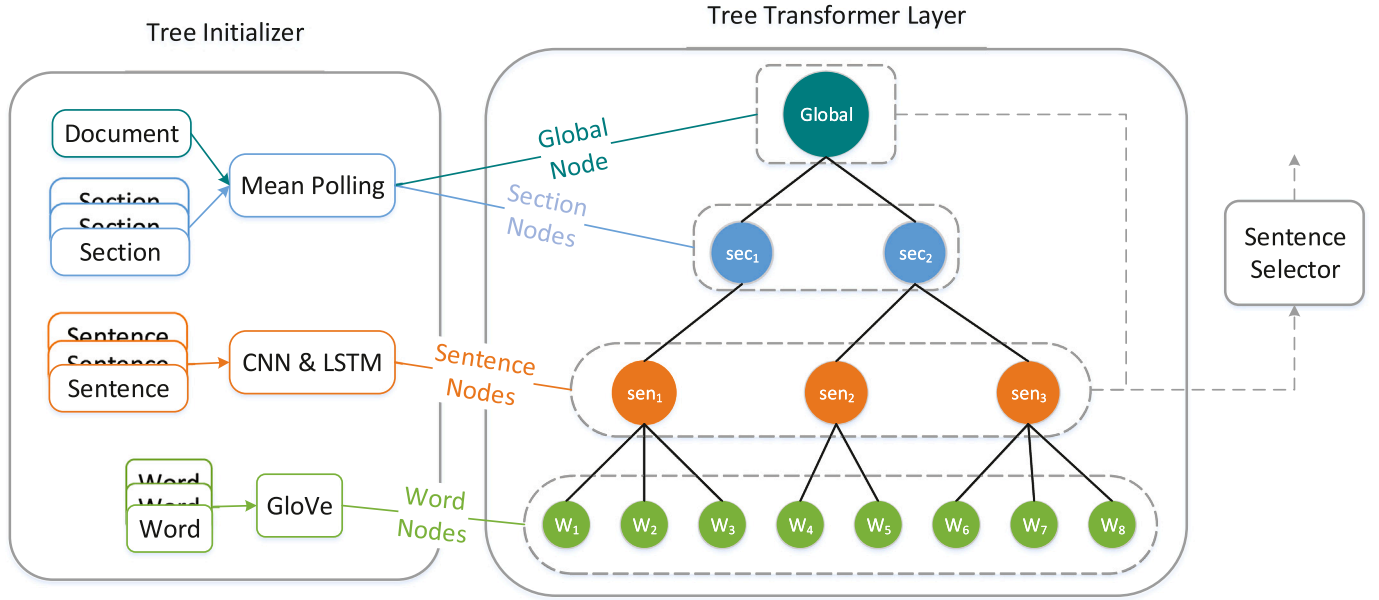 Tree Initializer
Tree Transformer Layer
Document
Section
Section
Section
Mean Polling
Sentence
Sentence
Sentence
CNN & LSTM
Word
Word
Word
GloVe
Global
Node
Section
Nodes
Sentence
Nodes
Word
Nodes
Global
sec₁ sec₂
sen₁ sen₂ sen₃
W₁ W₂ W₃ W₄ W₅ W₆ W₇ W₈
Sentence
Selector